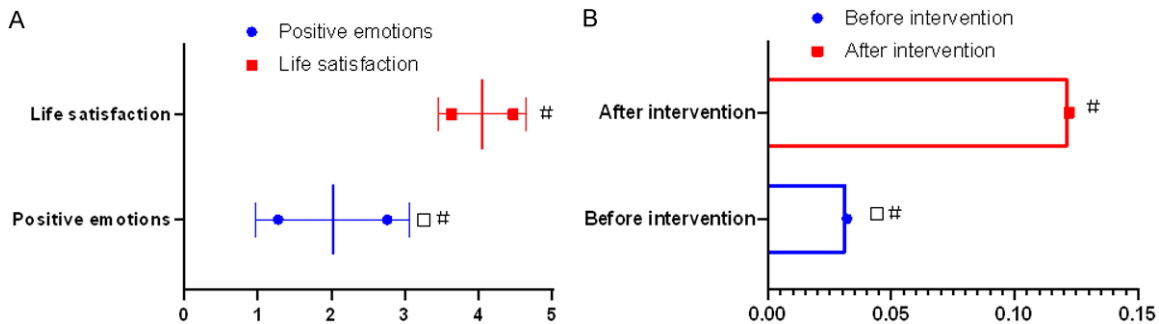 A
Positive emotions
Life satisfaction
Life satisfaction
#
Positive emotions
□ #
0 1 2 3 4 5
B
Before intervention
After intervention
After intervention
#
Before intervention
□ #
0.00 0.05 0.10 0.15